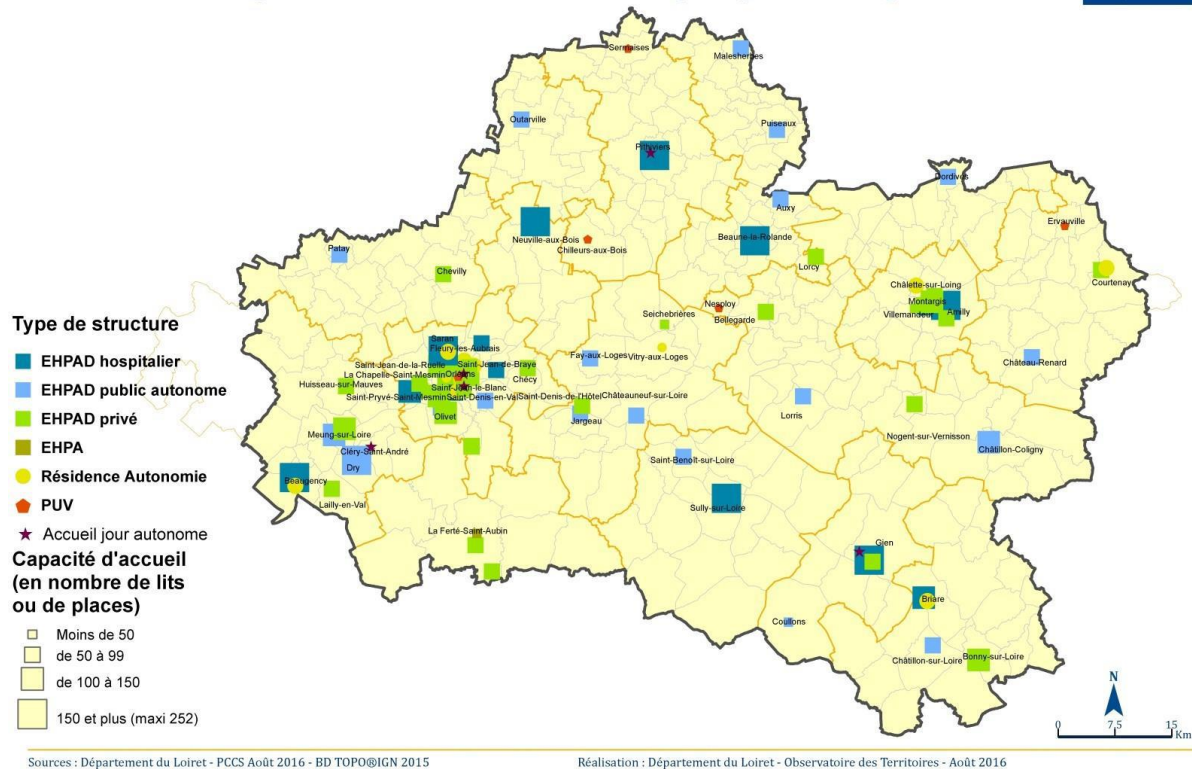 Sermaises
Malesherbes
Outarville
Puiseaux
Pithiviers
Dordives
Auxy
Ervauville
Neuville-aux-Bois
Chilleurs-aux-Bois
Beaune-la-Rolande
Patay
Chevilly
Lorcy
Courtenay
Châlette-sur-Loing
Montargis
Villemandeur
Amilly
Nesploy
Bellegarde
Seichebrières
Vitry-aux-Loges
Fay-aux-Loges
Château-Renard
Saran
Fleury-les-Aubrais
Saint-Jean-de-la-Ruelle
Saint-Jean-de-Braye
La Chapelle-Saint-Mesmin
Orléans
Chécy
Huisseau-sur-Mauves
Saint-Jean-le-Blanc
Saint-Pryvé-Saint-Mesmin
Saint-Denis-en-Val
Saint-Denis-de-l'Hôtel
Châteauneuf-sur-Loire
Olivet
Jargeau
Lorris
Nogent-sur-Vernisson
Châtillon-Coligny
Meung-sur-Loire
Cléry-Saint-André
Dry
Beaugency
Lailly-en-Val
Saint-Benoît-sur-Loire
Sully-sur-Loire
La Ferté-Saint-Aubin
Gien
Briare
Coullons
Châtillon-sur-Loire
Bonny-sur-Loire
Type de structure
EHPAD hospitalier
EHPAD public autonome
EHPAD privé
EHPA
Résidence Autonomie
PUV
Accueil jour autonome
Capacité d'accueil
(en nombre de lits
ou de places)
Moins de 50
de 50 à 99
de 100 à 150
150 et plus (maxi 252)
N
0 7,5 15
Km
Sources : Département du Loiret - PCCS Août 2016 - BD TOPO®IGN 2015
Réalisation : Département du Loiret - Observatoire des Territoires - Août 2016